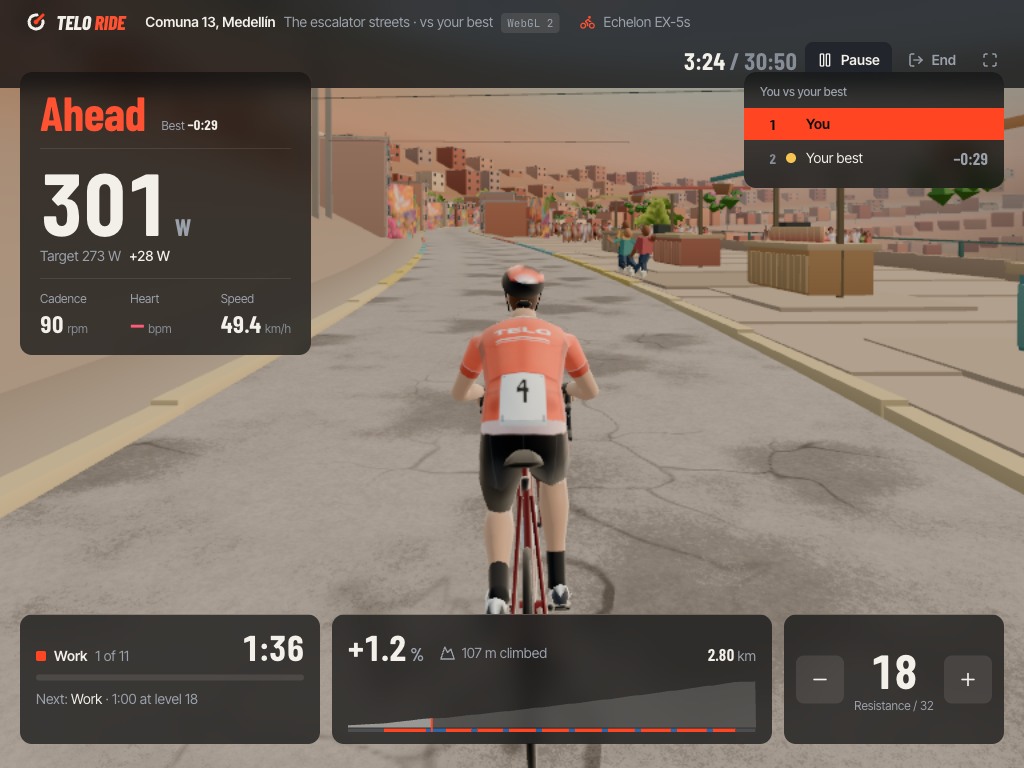 TELO RIDE Comuna 13, Medellín The escalator streets · vs your best WebGL 2 Echelon EX-5s
3:24 / 30:50 Pause End
Ahead Best –0:29
301 W
Target 273 W +28 W
Cadence Heart Speed
90 rpm – bpm 49.4 km/h
You vs your best
1 You
2 Your best –0:29
TELO
4
Work 1 of 11 1:36
Next: Work · 1:00 at level 18
+1.2 % 107 m climbed 2.80 km
− 18 +
Resistance / 32